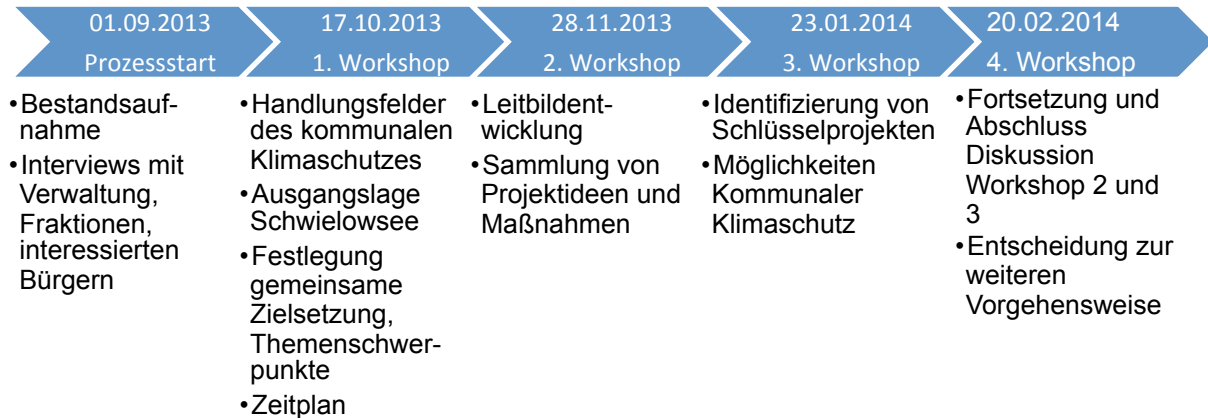 01.09.2013
Prozessstart
•Bestandsauf-
nahme
•Interviews mit
Verwaltung,
Fraktionen,
interessierten
Bürgern
17.10.2013
1. Workshop
•Handlungsfelder
des kommunalen
Klimaschutzes
•Ausgangslage
Schwielowsee
•Festlegung
gemeinsame
Zielsetzung,
Themenschwer-
punkte
•Zeitplan
28.11.2013
2. Workshop
•Leitbildent-
wicklung
•Sammlung von
Projektideen und
Maßnahmen
23.01.2014
3. Workshop
•Identifizierung von
Schlüsselprojekten
•Möglichkeiten
Kommunaler
Klimaschutz
20.02.2014
4. Workshop
•Fortsetzung und
Abschluss
Diskussion
Workshop 2 und
3
•Entscheidung zur
weiteren
Vorgehensweise